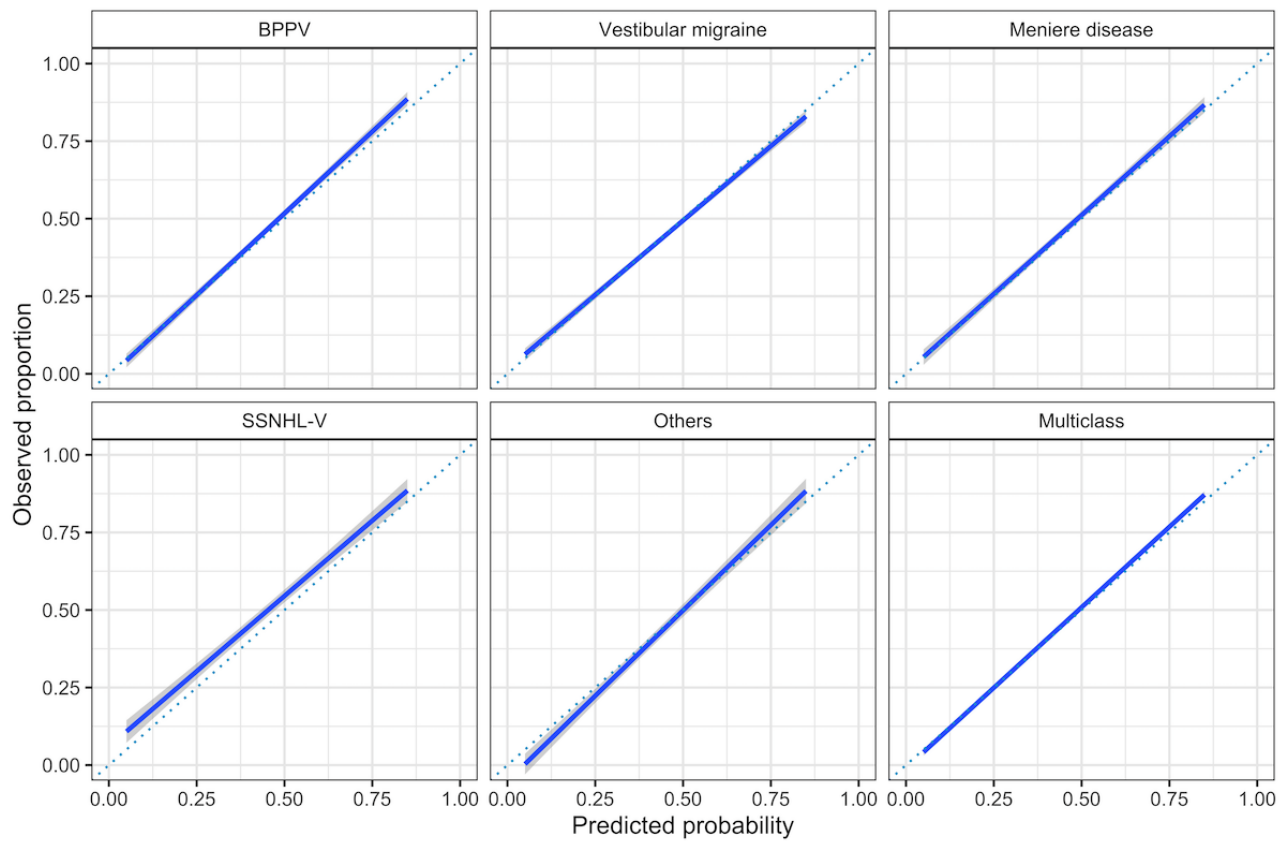 BPPV
Vestibular migraine
Meniere disease
1.00
0.75
0.50
0.25
0.00
Observed proportion
SSNHL-V
Others
Multiclass
1.00
0.75
0.50
0.25
0.00
0.00 0.25 0.50 0.75 1.00
0.00 0.25 0.50 0.75 1.00
0.00 0.25 0.50 0.75 1.00
Predicted probability